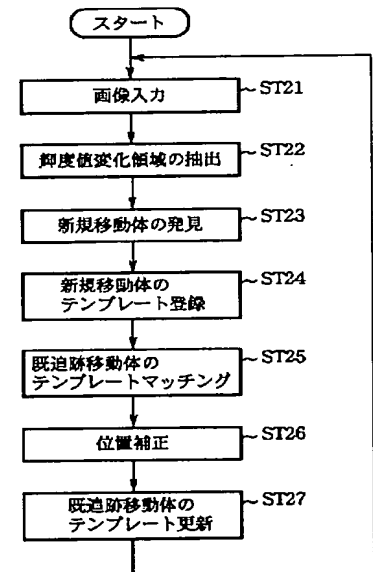 スタート
画像入力
ST21
輝度値変化領域の抽出
ST22
新規移動体の発見
ST23
新規移動体の
テンプレート登録
ST24
既追跡移動体の
テンプレートマッチング
ST25
位置補正
ST26
既追跡移動体の
テンプレート更新
ST27